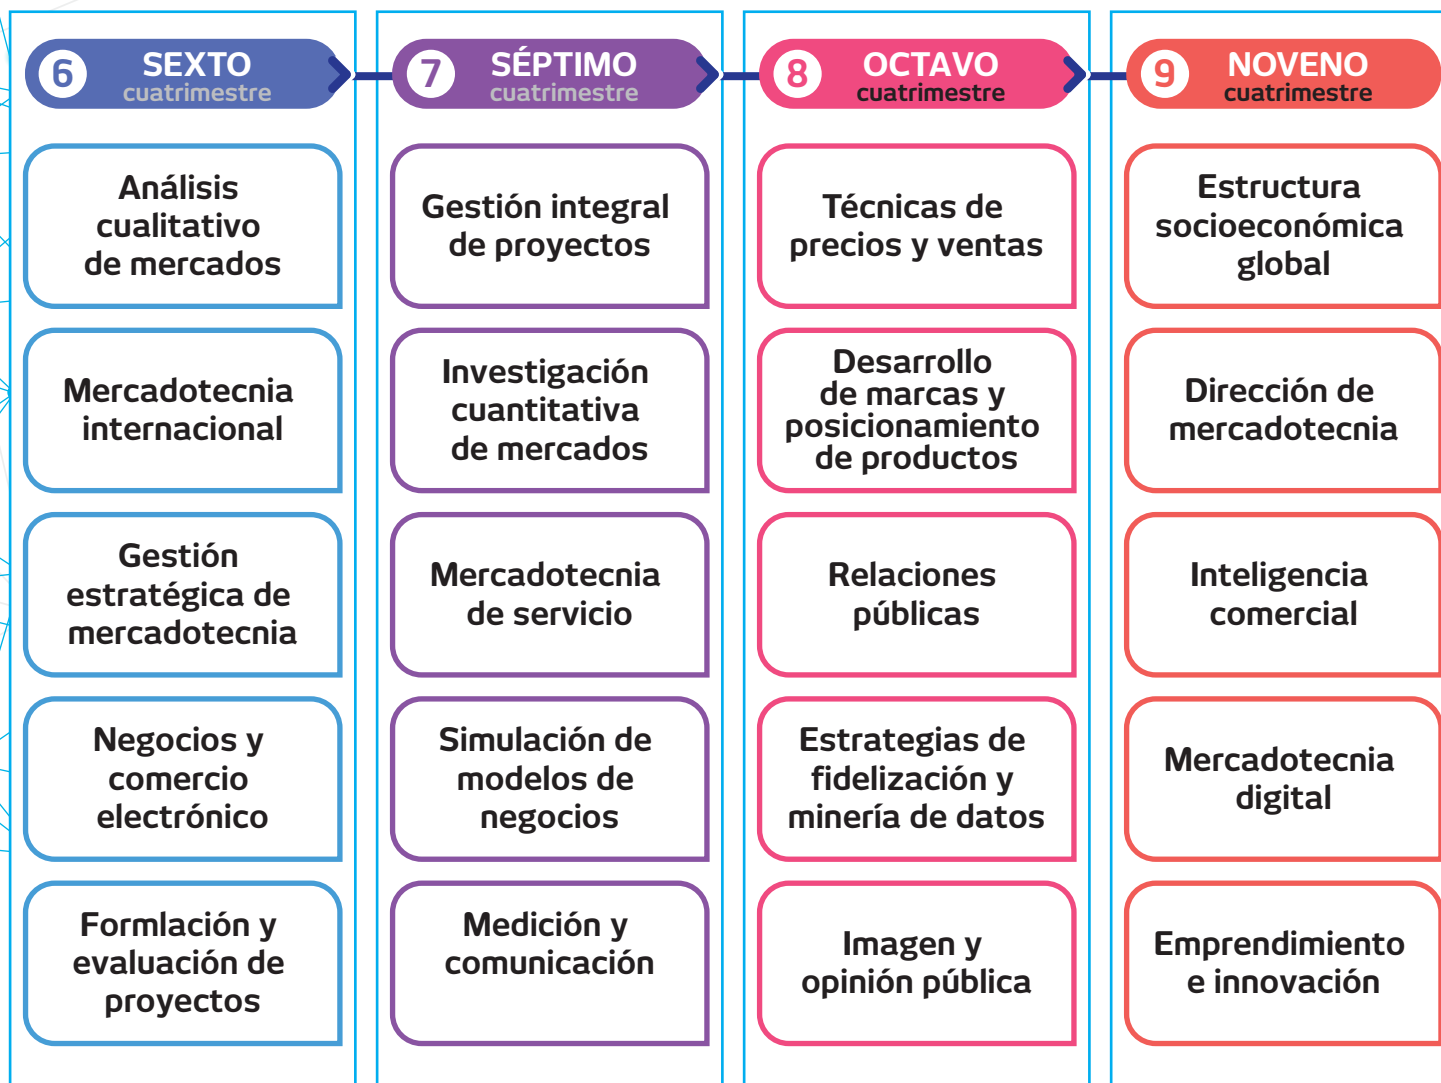 6
SEXTO
cuatrimestre
Análisis
cualitativo
de mercados
Mercadotecnia
internacional
Gestión
estratégica de
mercadotecnia
Negocios y
comercio
electrónico
Formlación y
evaluación de
proyectos
7
SÉPTIMO
cuatrimestre
Gestión integral
de proyectos
Investigación
cuantitativa
de mercados
Mercadotecnia
de servicio
Simulación de
modelos de
negocios
Medición y
comunicación
8
OCTAVO
cuatrimestre
Técnicas de
precios y ventas
Desarrollo
de marcas y
posicionamiento
de productos
Relaciones
públicas
Estrategias de
fidelización y
minería de datos
Imagen y
opinión pública
9
NOVENO
cuatrimestre
Estructura
socioeconómica
global
Dirección de
mercadotecnia
Inteligencia
comercial
Mercadotecnia
digital
Emprendimiento
e innovación